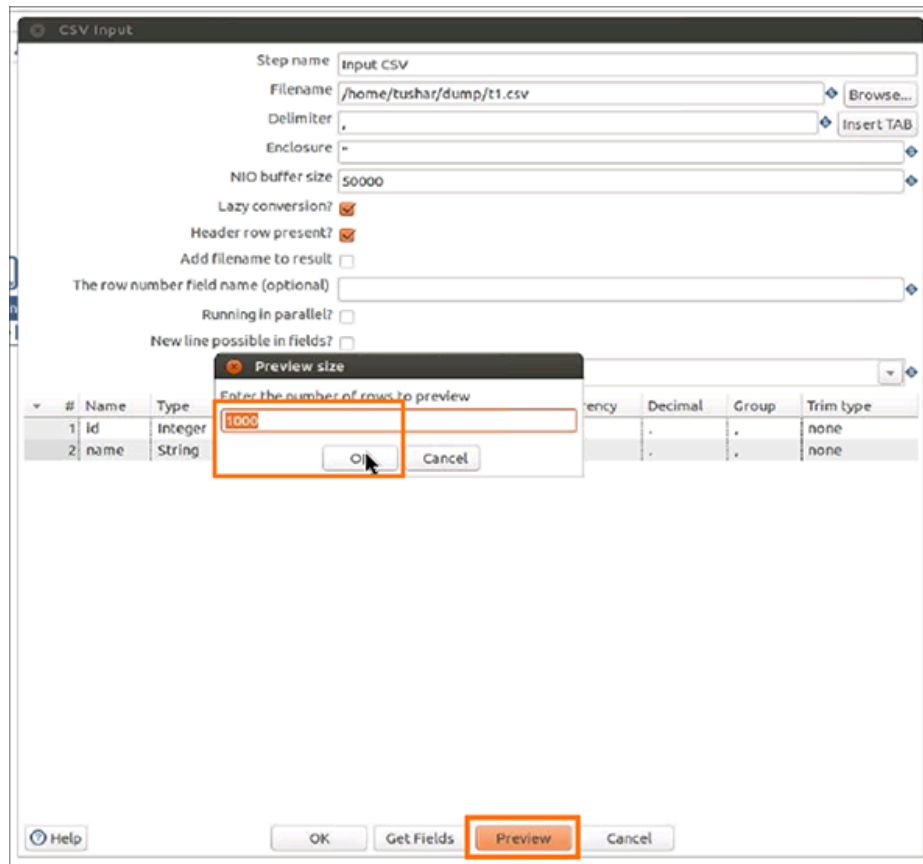 CSV Input
Step name Input CSV
Filename /home/tushar/dump/t1.csv Browse...
Delimiter , Insert TAB
Enclosure "
NIO buffer size 50000
Lazy conversion?
Header row present?
Add filename to result
The row number field name (optional)
Running in parallel?
New line possible in fields?
Preview size
Enter the number of rows to preview
# Name Type rency Decimal Group Trim type
1000
1 id Integer . , none
2 name String . , none
OK Cancel
Help OK Get Fields Preview Cancel